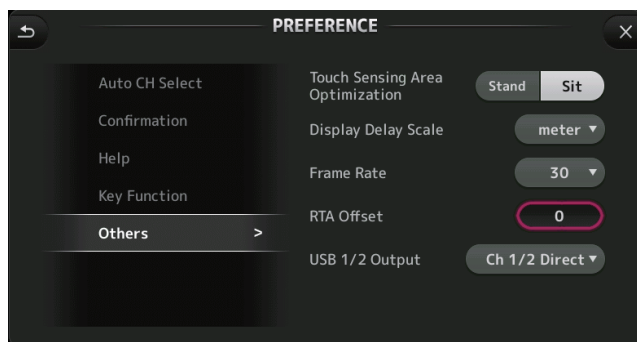 PREFERENCE
Auto CH Select
Confirmation
Help
Key Function
Others >
Touch Sensing Area
Optimization
Stand Sit
Display Delay Scale
meter ▼
Frame Rate
30 ▼
RTA Offset
0
USB 1/2 Output
Ch 1/2 Direct ▼